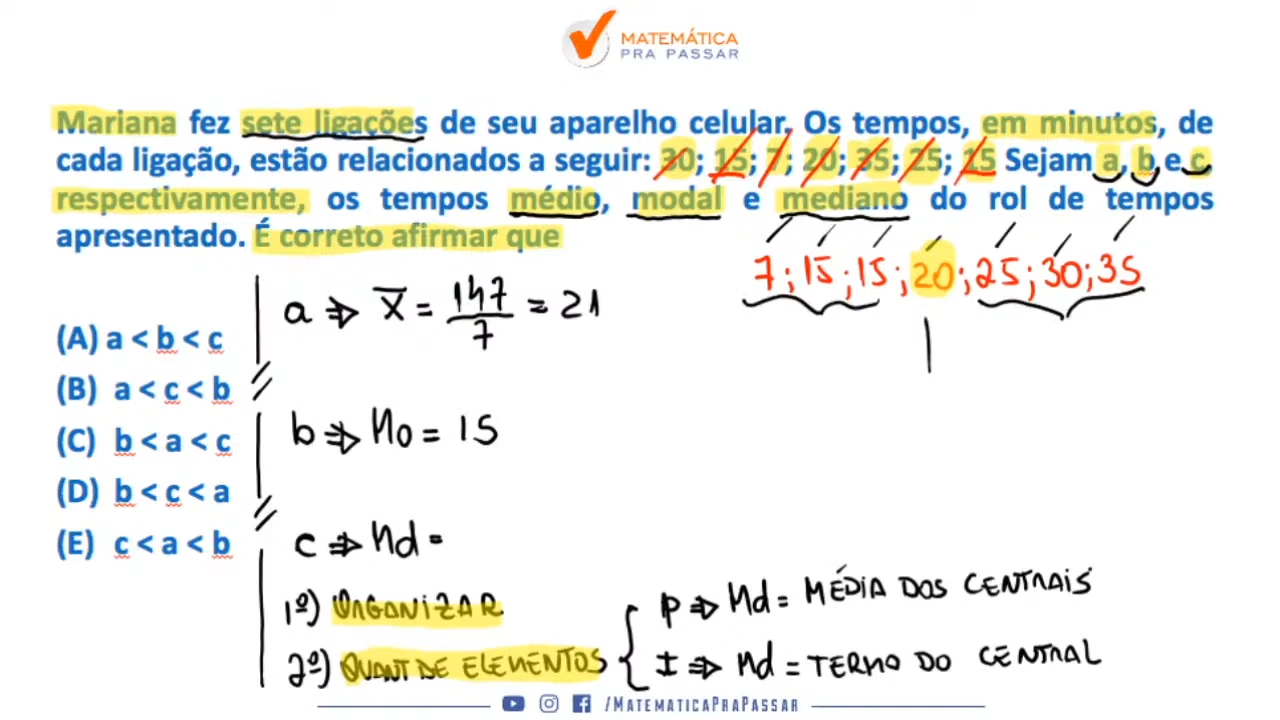 MATEMÁTICA
PRA PASSAR
Mariana fez sete ligações de seu aparelho celular. Os tempos, em minutos, de
cada ligação, estão relacionados a seguir: 30; 15; 7; 20; 35; 25; 15 Sejam a, b e c,
respectivamente, os tempos médio, modal e mediano do rol de tempos
apresentado. É correto afirmar que
7; 15; 15; 20; 25; 30; 35
a ⇒ X̄ = 147/7 = 21
(A) a < b < c
(B) a < c < b
b ⇒ Mo = 15
(C) b < a < c
(D) b < c < a
(E) c < a < b
c ⇒ Md =
1º) ORGANIZAR
P ⇒ Md = MÉDIA DOS CENTRAIS
2º) QUANT DE ELEMENTOS
I ⇒ Md = TERMO DO CENTRAL
/MATEMATICAPRAPASSAR